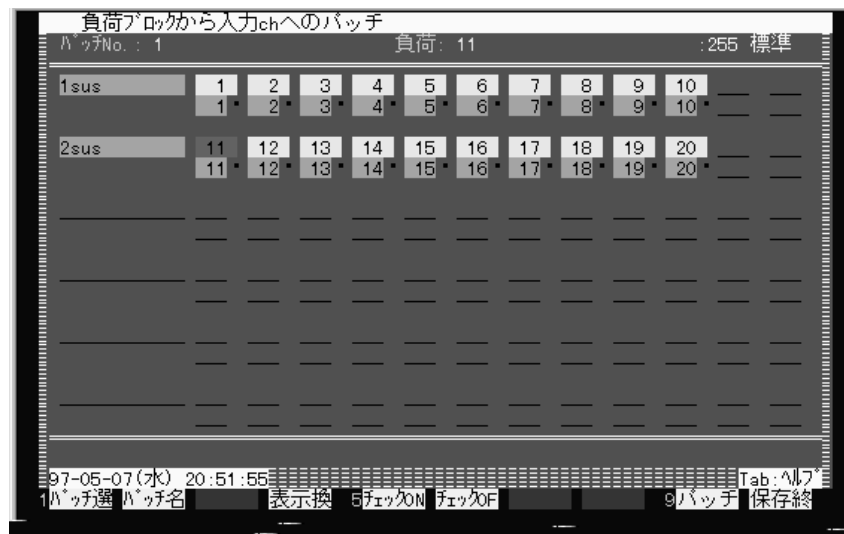 負荷ﾌﾞﾛｯｸから入力chへのパッチ
ﾊﾟｯﾁNo. : 1 負荷: 11 :255 標準
1sus 1 2 3 4 5 6 7 8 9 10
1 2 3 4 5 6 7 8 9 10
2sus 11 12 13 14 15 16 17 18 19 20
11 12 13 14 15 16 17 18 19 20
97-05-07(水) 20:51:55 Tab:ﾍﾙﾌﾟ
1ﾊﾟｯﾁ選 ﾊﾟｯﾁ名 表示換 5ﾁｪｯｸON ﾁｪｯｸOF 9パッチ 保存終